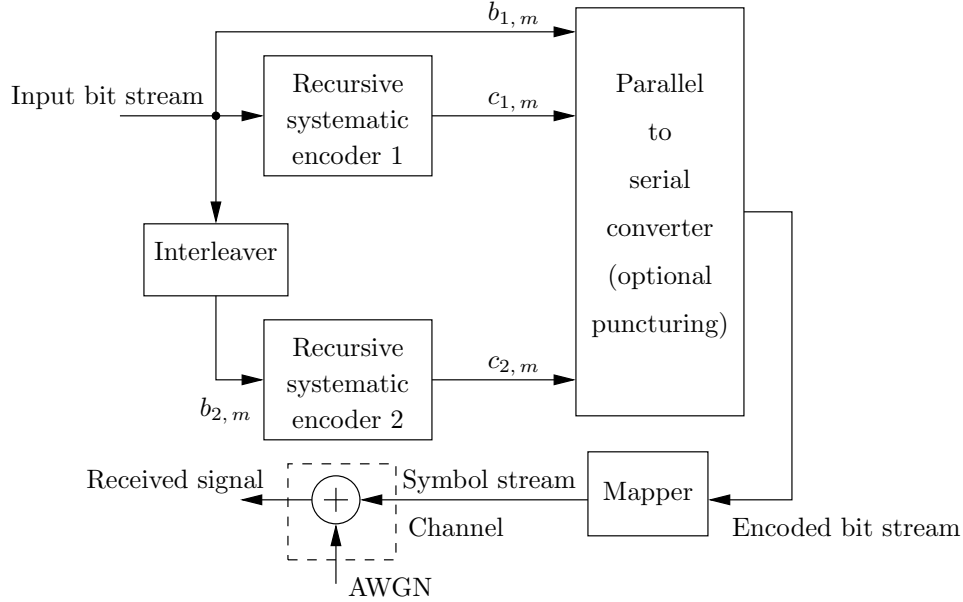 b1, m
Input bit stream
Recursive
systematic
encoder 1
c1, m
Parallel
to
serial
converter
(optional
puncturing)
Interleaver
b2, m
Recursive
systematic
encoder 2
c2, m
Received signal
+
Symbol stream
Channel
AWGN
Mapper
Encoded bit stream